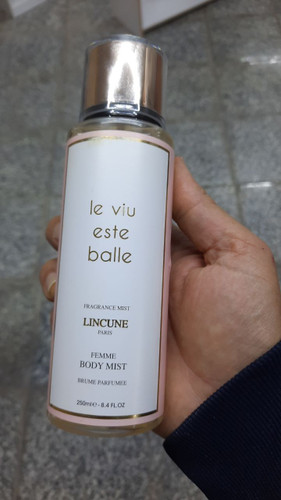 le viu
este
balle
FRAGRANCE MIST
LINCUNE
PARIS
FEMME
BODY MIST
BRUME PARFUMEE
250ml℮ - 8.4 FL.OZ